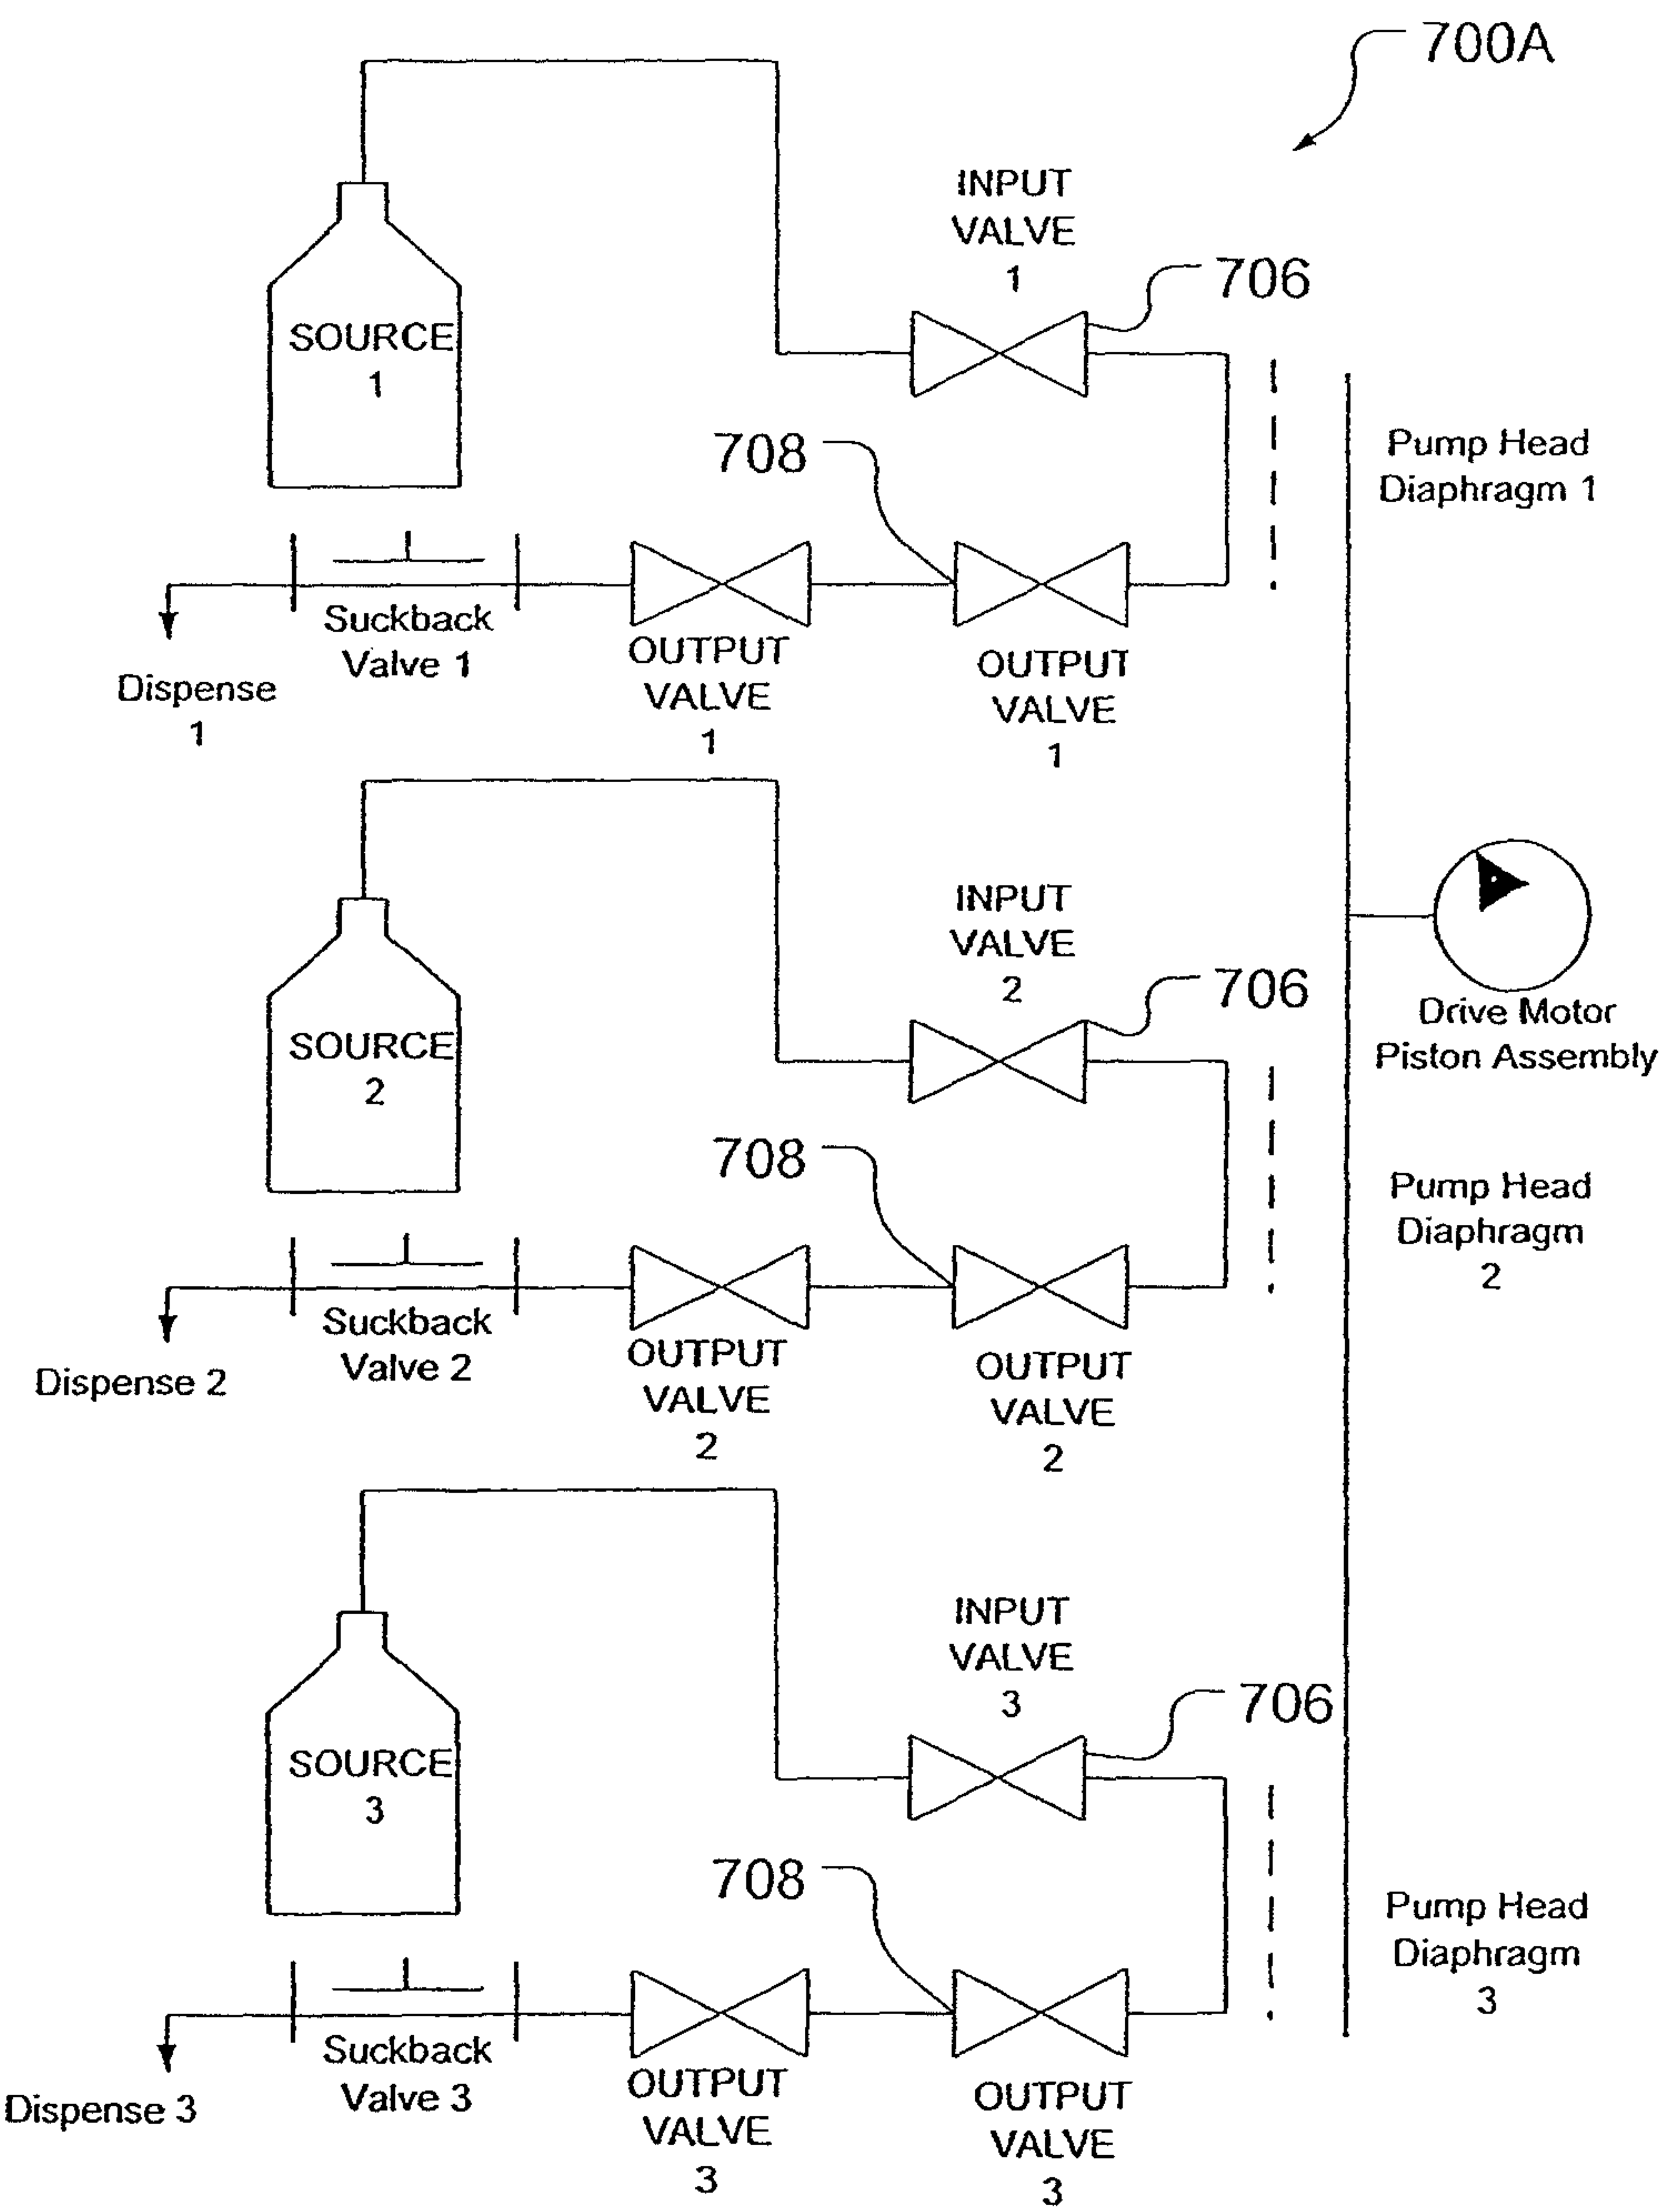 700A
INPUT
VALVE
1
706
SOURCE
1
708
Pump Head
Diaphragm 1
Suckback
Valve 1
OUTPUT
VALVE
1
OUTPUT
VALVE
1
Dispense
1
INPUT
VALVE
2
706
Drive Motor
Piston Assembly
SOURCE
2
708
Pump Head
Diaphragm
2
Suckback
Valve 2
OUTPUT
VALVE
2
OUTPUT
VALVE
2
Dispense 2
INPUT
VALVE
3
706
SOURCE
3
708
Pump Head
Diaphragm
3
Suckback
Valve 3
OUTPUT
VALVE
3
OUTPUT
VALVE
3
Dispense 3